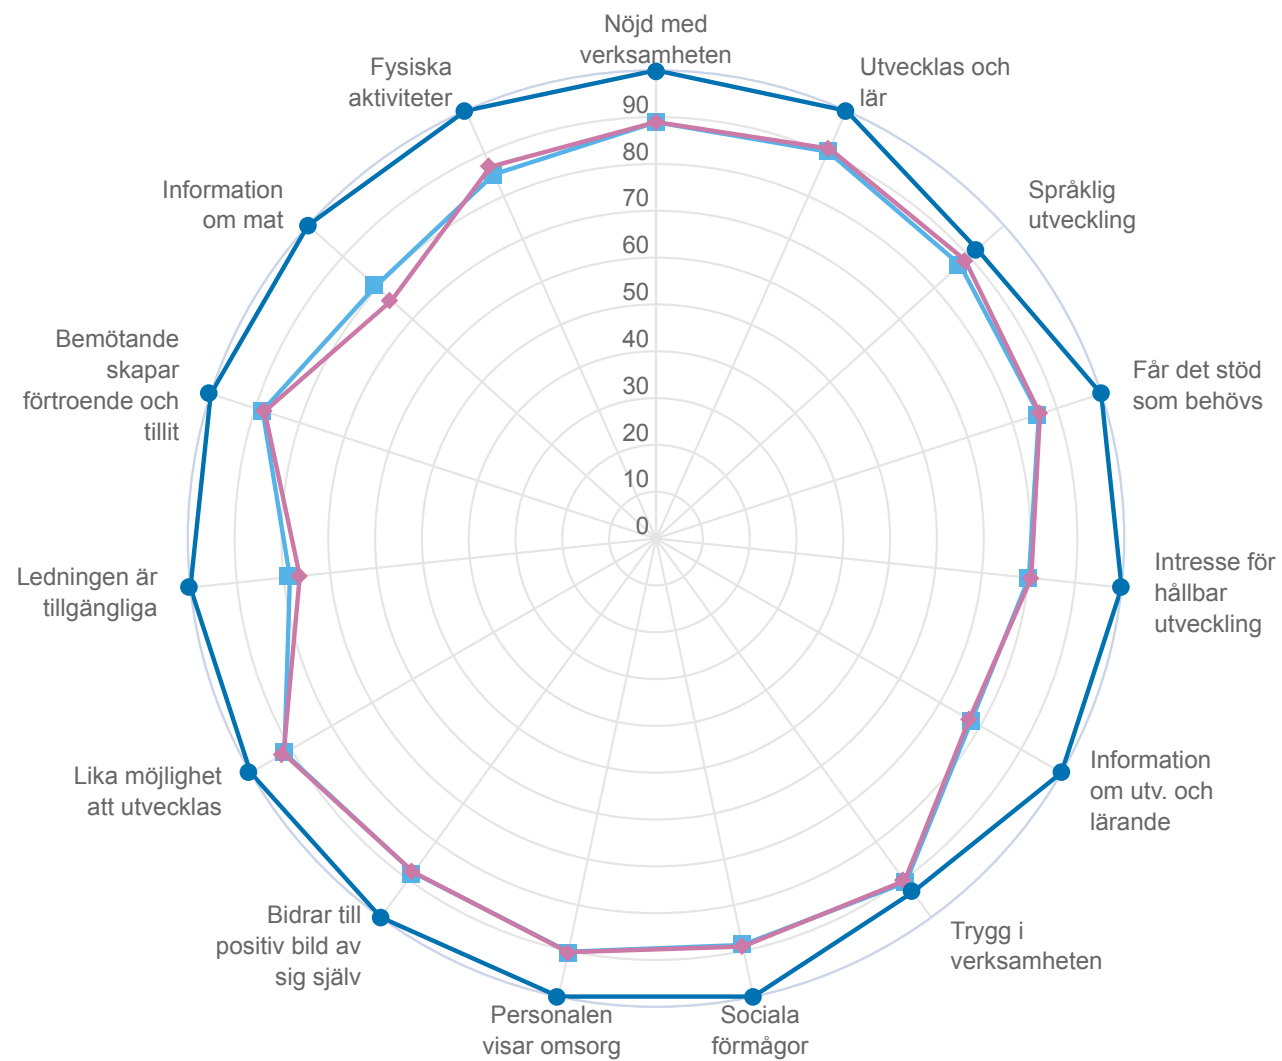 Nöjd med
verksamheten
Utvecklas och
lär
Språklig
utveckling
Får det stöd
som behövs
Intresse för
hållbar
utveckling
Information
om utv. och
lärande
Trygg i
verksamheten
Sociala
förmågor
Personalen
visar omsorg
Bidrar till
positiv bild av
sig själv
Lika möjlighet
att utvecklas
Ledningen är
tillgängliga
Bemötande
skapar
förtroende och
tillit
Information
om mat
Fysiska
aktiviteter
90
80
70
60
50
40
30
20
10
0